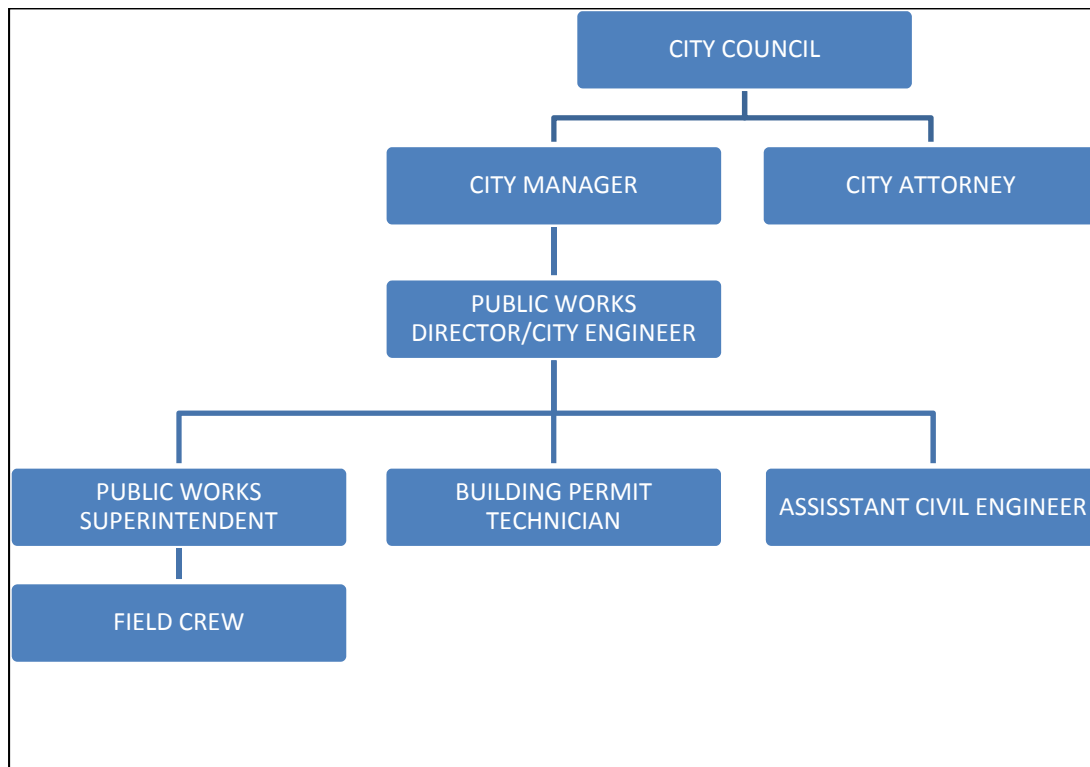 CITY COUNCIL
CITY MANAGER
CITY ATTORNEY
PUBLIC WORKS
DIRECTOR/CITY ENGINEER
PUBLIC WORKS
SUPERINTENDENT
BUILDING PERMIT
TECHNICIAN
ASSISSTANT CIVIL ENGINEER
FIELD CREW